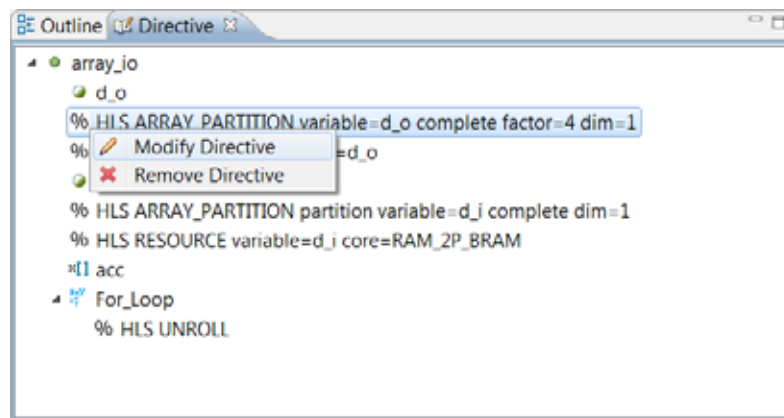 Outline Directive
array_io
d_o
% HLS ARRAY_PARTITION variable=d_o complete factor=4 dim=1
% =d_o
Modify Directive
Remove Directive
% HLS ARRAY_PARTITION partition variable=d_i complete dim=1
% HLS RESOURCE variable=d_i core=RAM_2P_BRAM
×[] acc
For_Loop
% HLS UNROLL